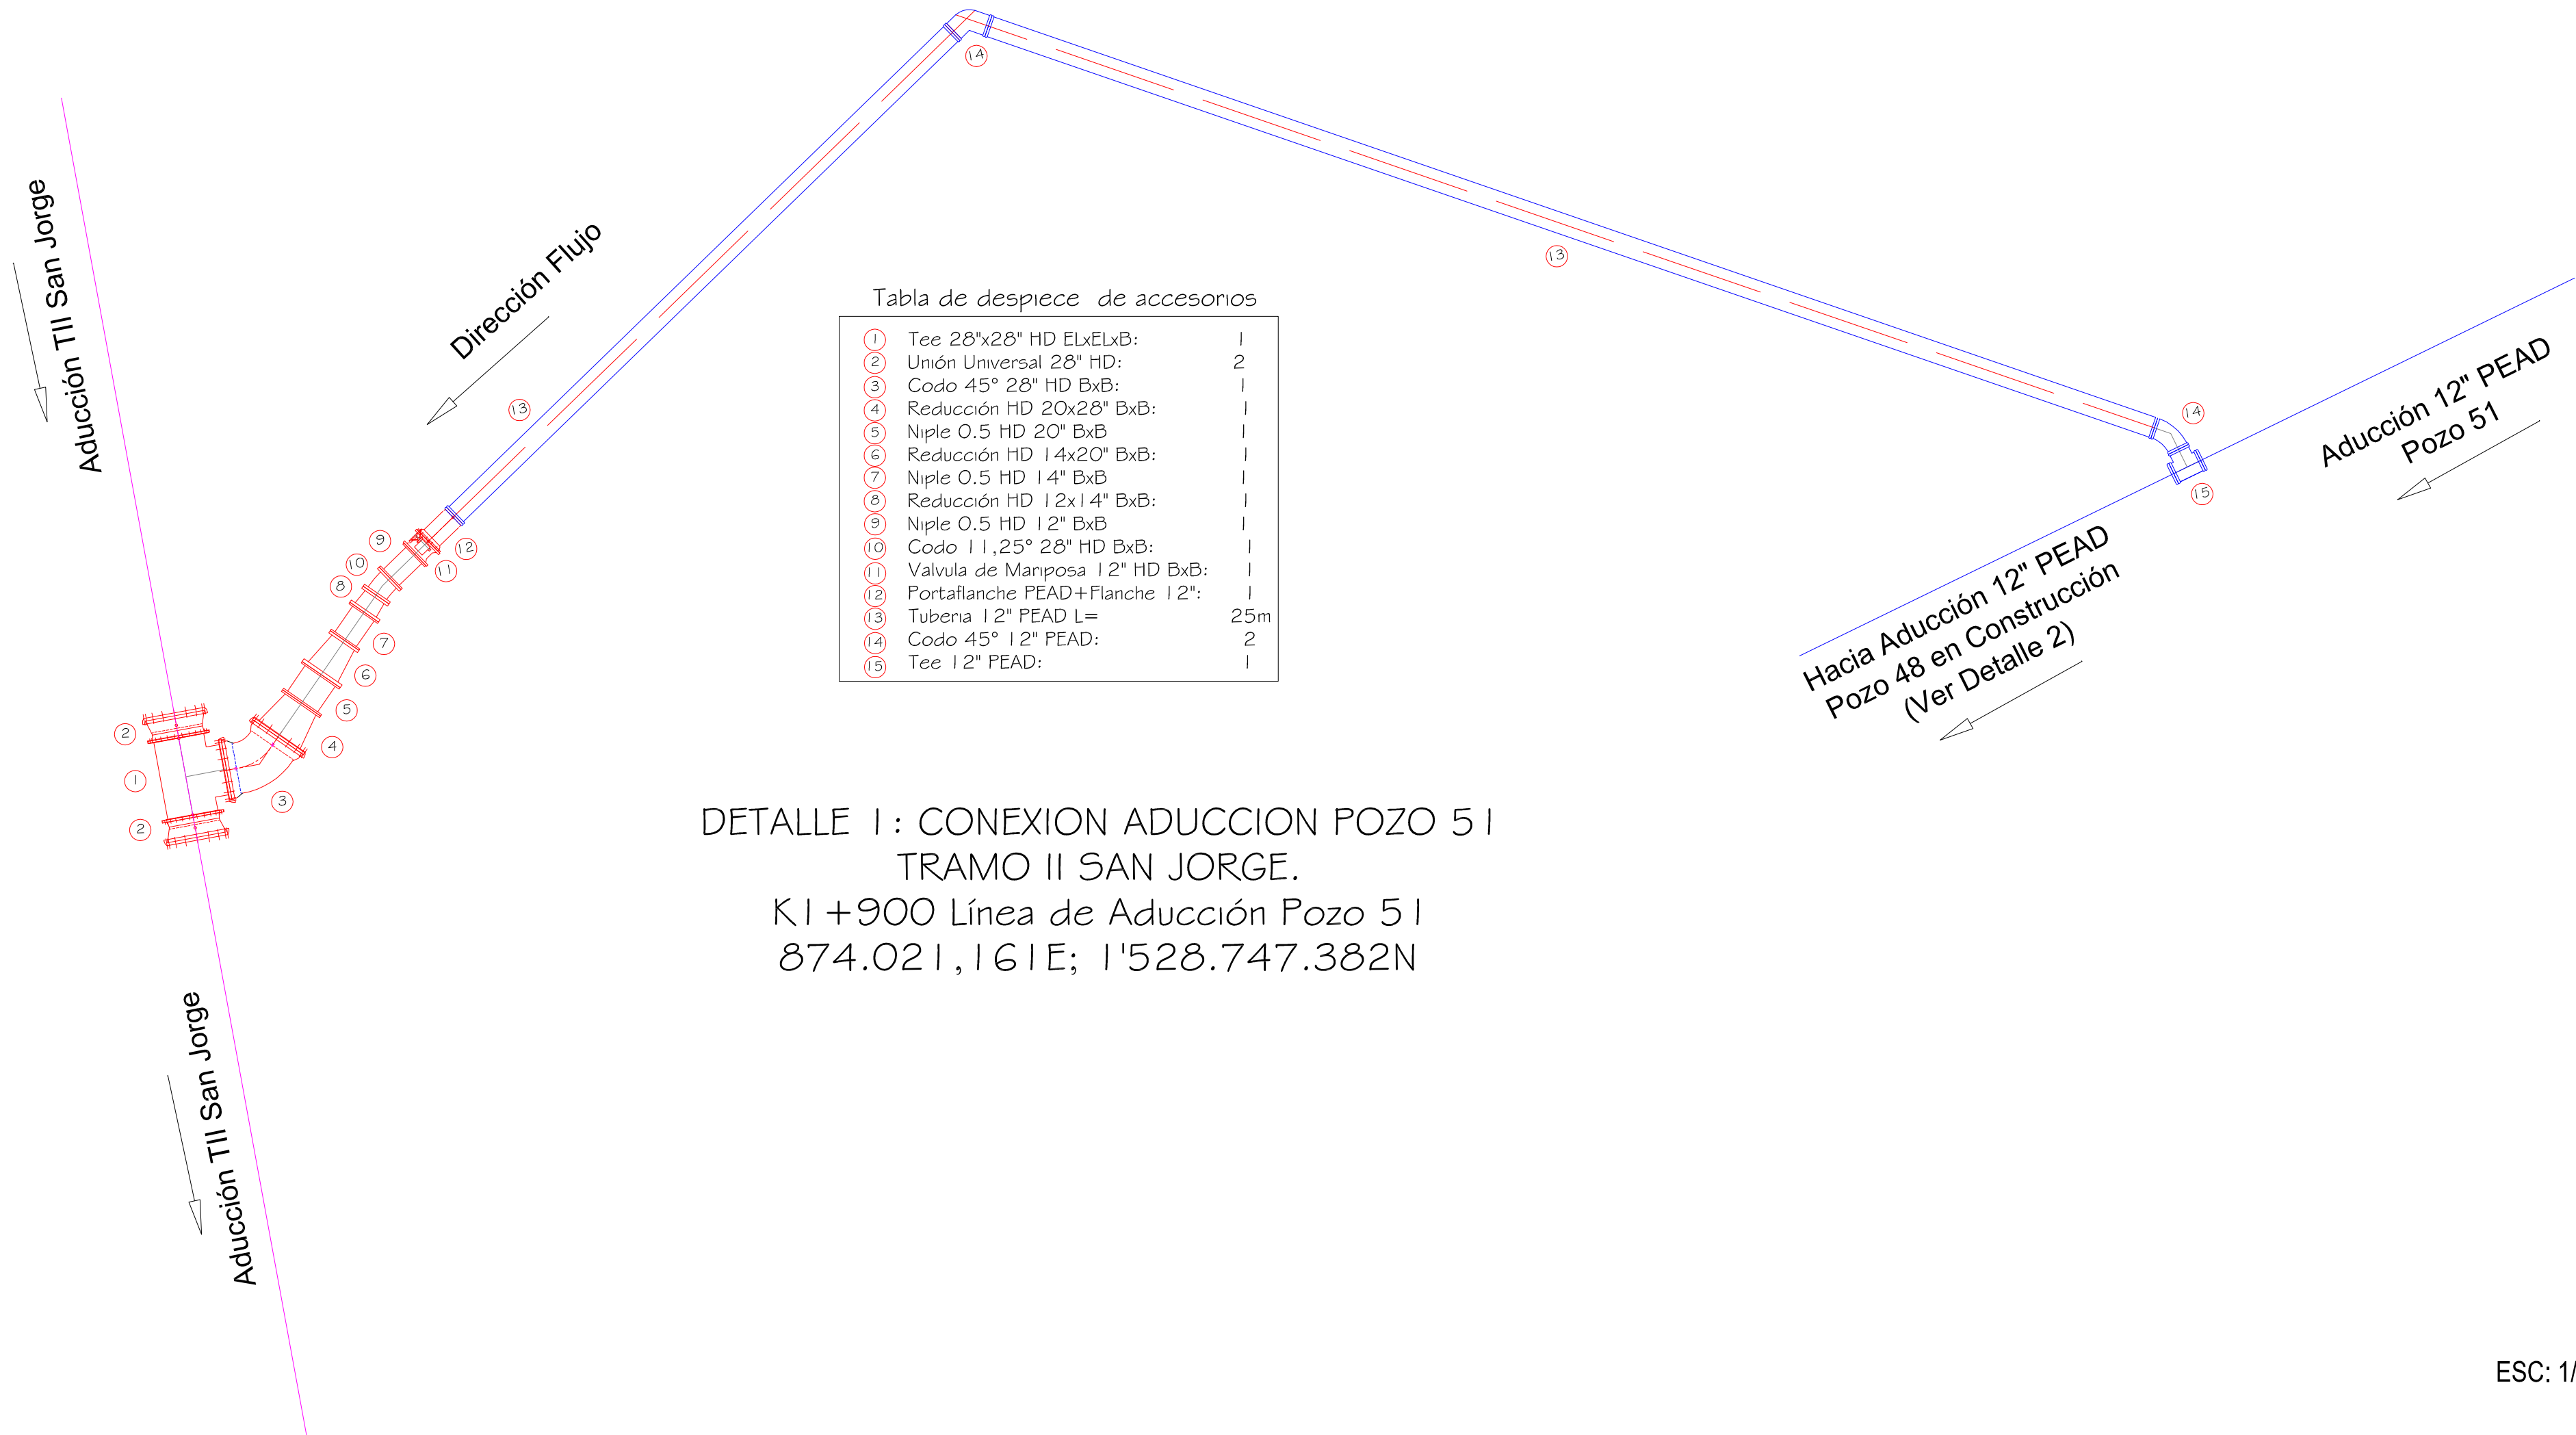 14
Aducción TII San Jorge
Dirección Flujo
13
13
Tabla de despiece de accesorios
1 Tee 28"x28" HD ELxELxB: 1
2 Unión Universal 28" HD: 2
3 Codo 45° 28" HD BxB: 1
4 Reducción HD 20x28" BxB: 1
5 Niple 0.5 HD 20" BxB 1
6 Reducción HD 14x20" BxB: 1
7 Niple 0.5 HD 14" BxB 1
8 Reducción HD 12x14" BxB: 1
9 Niple 0.5 HD 12" BxB 1
10 Codo 11,25° 28" HD BxB: 1
11 Valvula de Mariposa 12" HD BxB: 1
12 Portaflanche PEAD+Flanche 12": 1
13 Tuberia 12" PEAD L= 25m
14 Codo 45° 12" PEAD: 2
15 Tee 12" PEAD: 1
14
15
Aducción 12" PEAD
Pozo 51
Hacia Aducción 12" PEAD
Pozo 48 en Construcción
(Ver Detalle 2)
9
12
10
11
8
7
6
5
2
4
1
3
2
DETALLE 1: CONEXION ADUCCION POZO 51
TRAMO II SAN JORGE.
K1+900 Línea de Aducción Pozo 51
874.021,161E; 1'528.747.382N
Aducción TII San Jorge
ESC: 1/